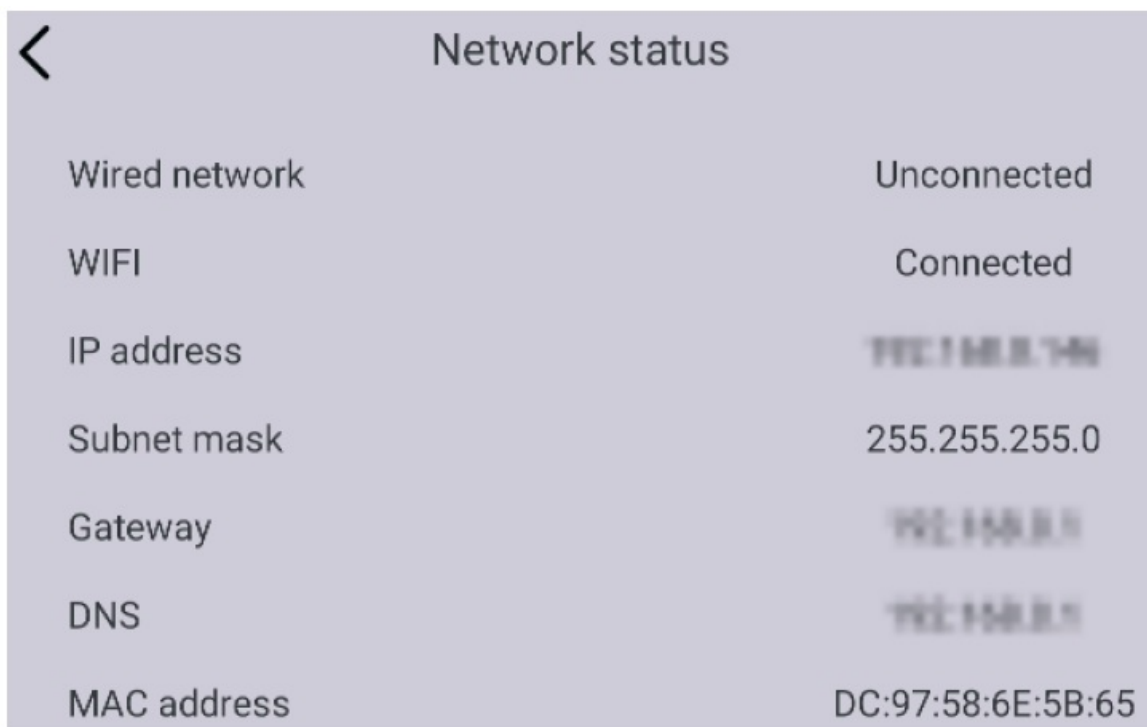 Network status
Wired network Unconnected
WIFI Connected
IP address
Subnet mask 255.255.255.0
Gateway
DNS
MAC address DC:97:58:6E:5B:65